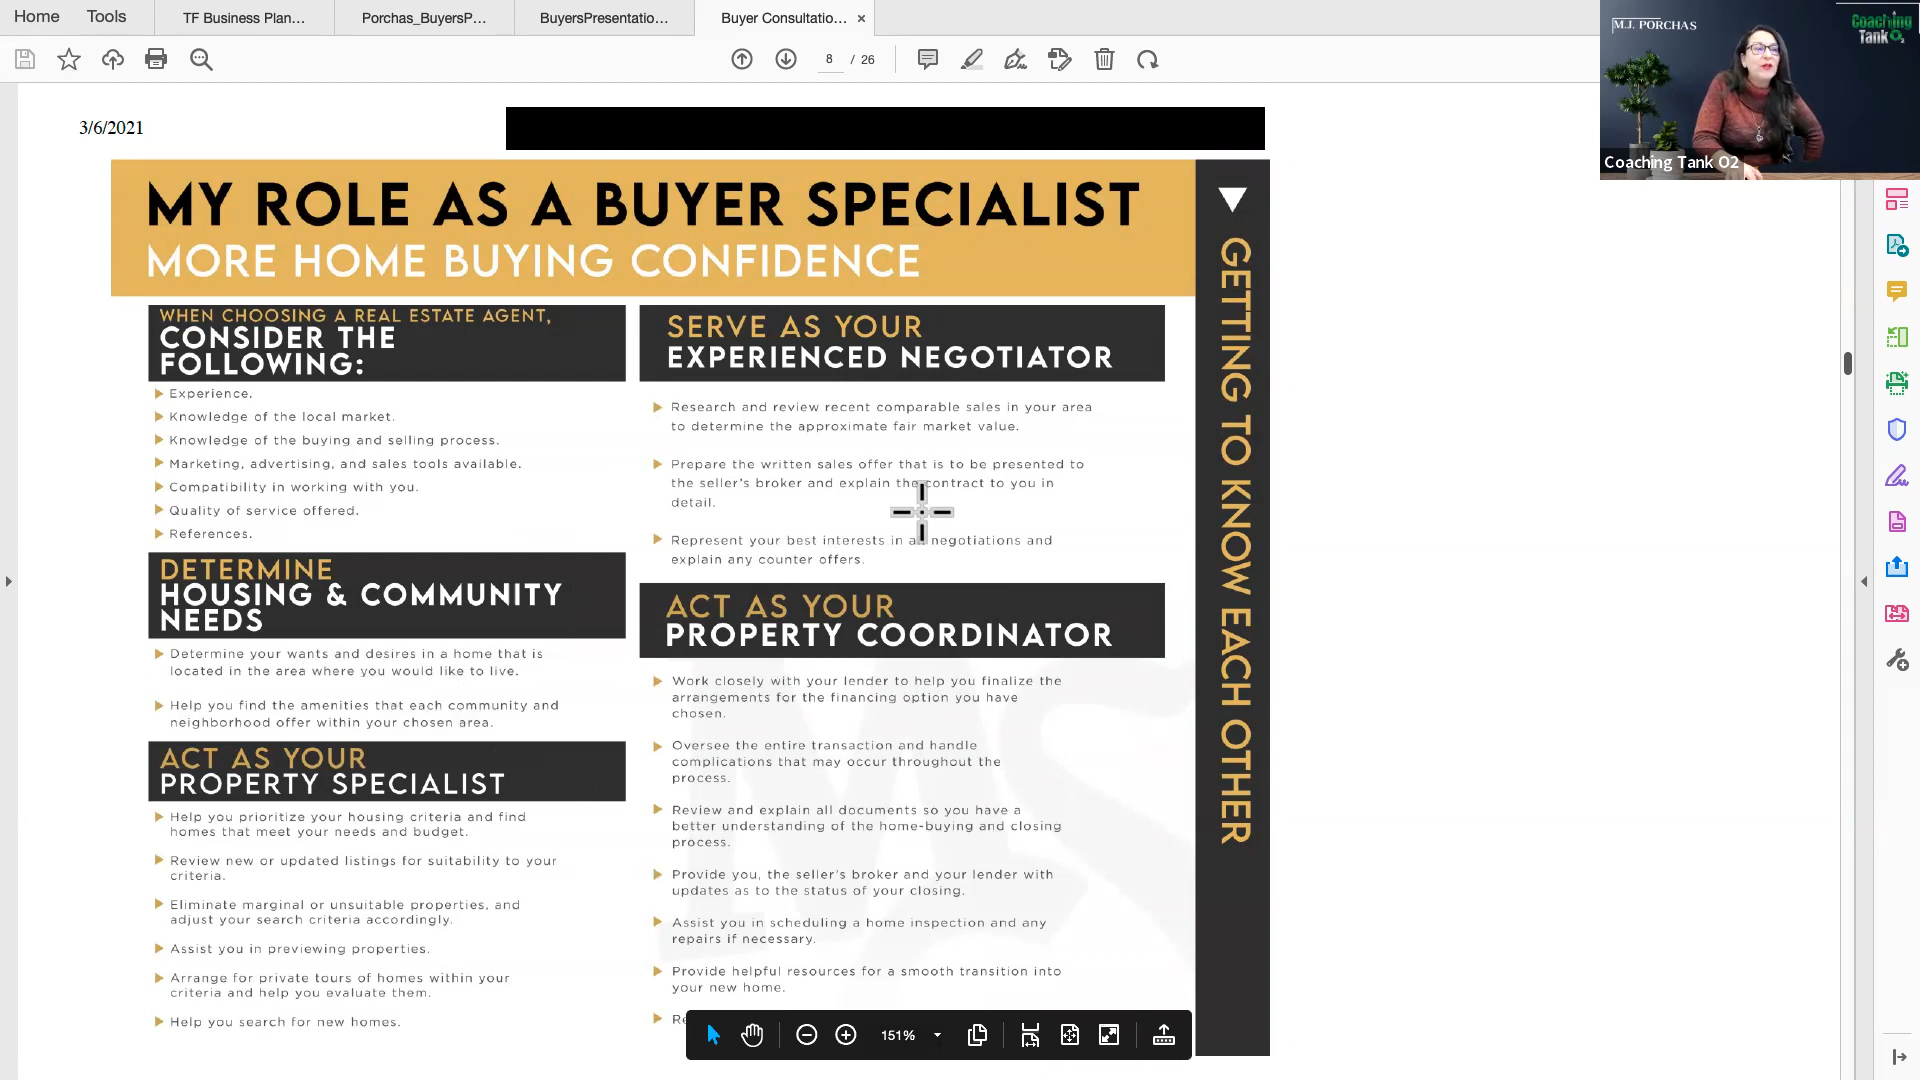 Home
Tools
TF Business Plan...
Porchas_BuyersP...
BuyersPresentatio...
Buyer Consultatio... ×
8 / 26
M.J. PORCHAS
Coaching
Tank O2
Coaching Tank O2
3/6/2021
MY ROLE AS A BUYER SPECIALIST
MORE HOME BUYING CONFIDENCE
GETTING TO KNOW EACH OTHER
WHEN CHOOSING A REAL ESTATE AGENT,
CONSIDER THE
FOLLOWING:
Experience.
Knowledge of the local market.
Knowledge of the buying and selling process.
Marketing, advertising, and sales tools available.
Compatibility in working with you.
Quality of service offered.
References.
DETERMINE
HOUSING & COMMUNITY
NEEDS
Determine your wants and desires in a home that is
located in the area where you would like to live.
Help you find the amenities that each community and
neighborhood offer within your chosen area.
ACT AS YOUR
PROPERTY SPECIALIST
Help you prioritize your housing criteria and find
homes that meet your needs and budget.
Review new or updated listings for suitability to your
criteria.
Eliminate marginal or unsuitable properties, and
adjust your search criteria accordingly.
Assist you in previewing properties.
Arrange for private tours of homes within your
criteria and help you evaluate them.
Help you search for new homes.
SERVE AS YOUR
EXPERIENCED NEGOTIATOR
Research and review recent comparable sales in your area
to determine the approximate fair market value.
Prepare the written sales offer that is to be presented to
the seller's broker and explain the contract to you in
detail.
Represent your best interests in all negotiations and
explain any counter offers.
ACT AS YOUR
PROPERTY COORDINATOR
Work closely with your lender to help you finalize the
arrangements for the financing option you have
chosen.
Oversee the entire transaction and handle
complications that may occur throughout the
process.
Review and explain all documents so you have a
better understanding of the home-buying and closing
process.
Provide you, the seller's broker and your lender with
updates as to the status of your closing.
Assist you in scheduling a home inspection and any
repairs if necessary.
Provide helpful resources for a smooth transition into
your new home.
151%